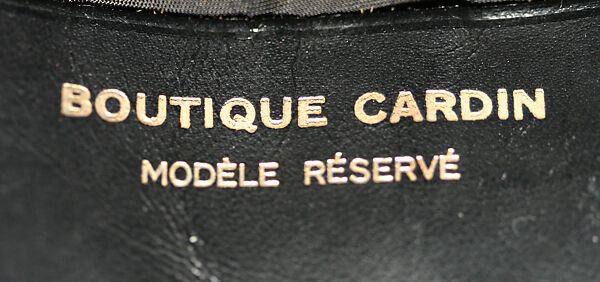 BOUTIQUE CARDIN
MODÈLE RÉSERVÉ